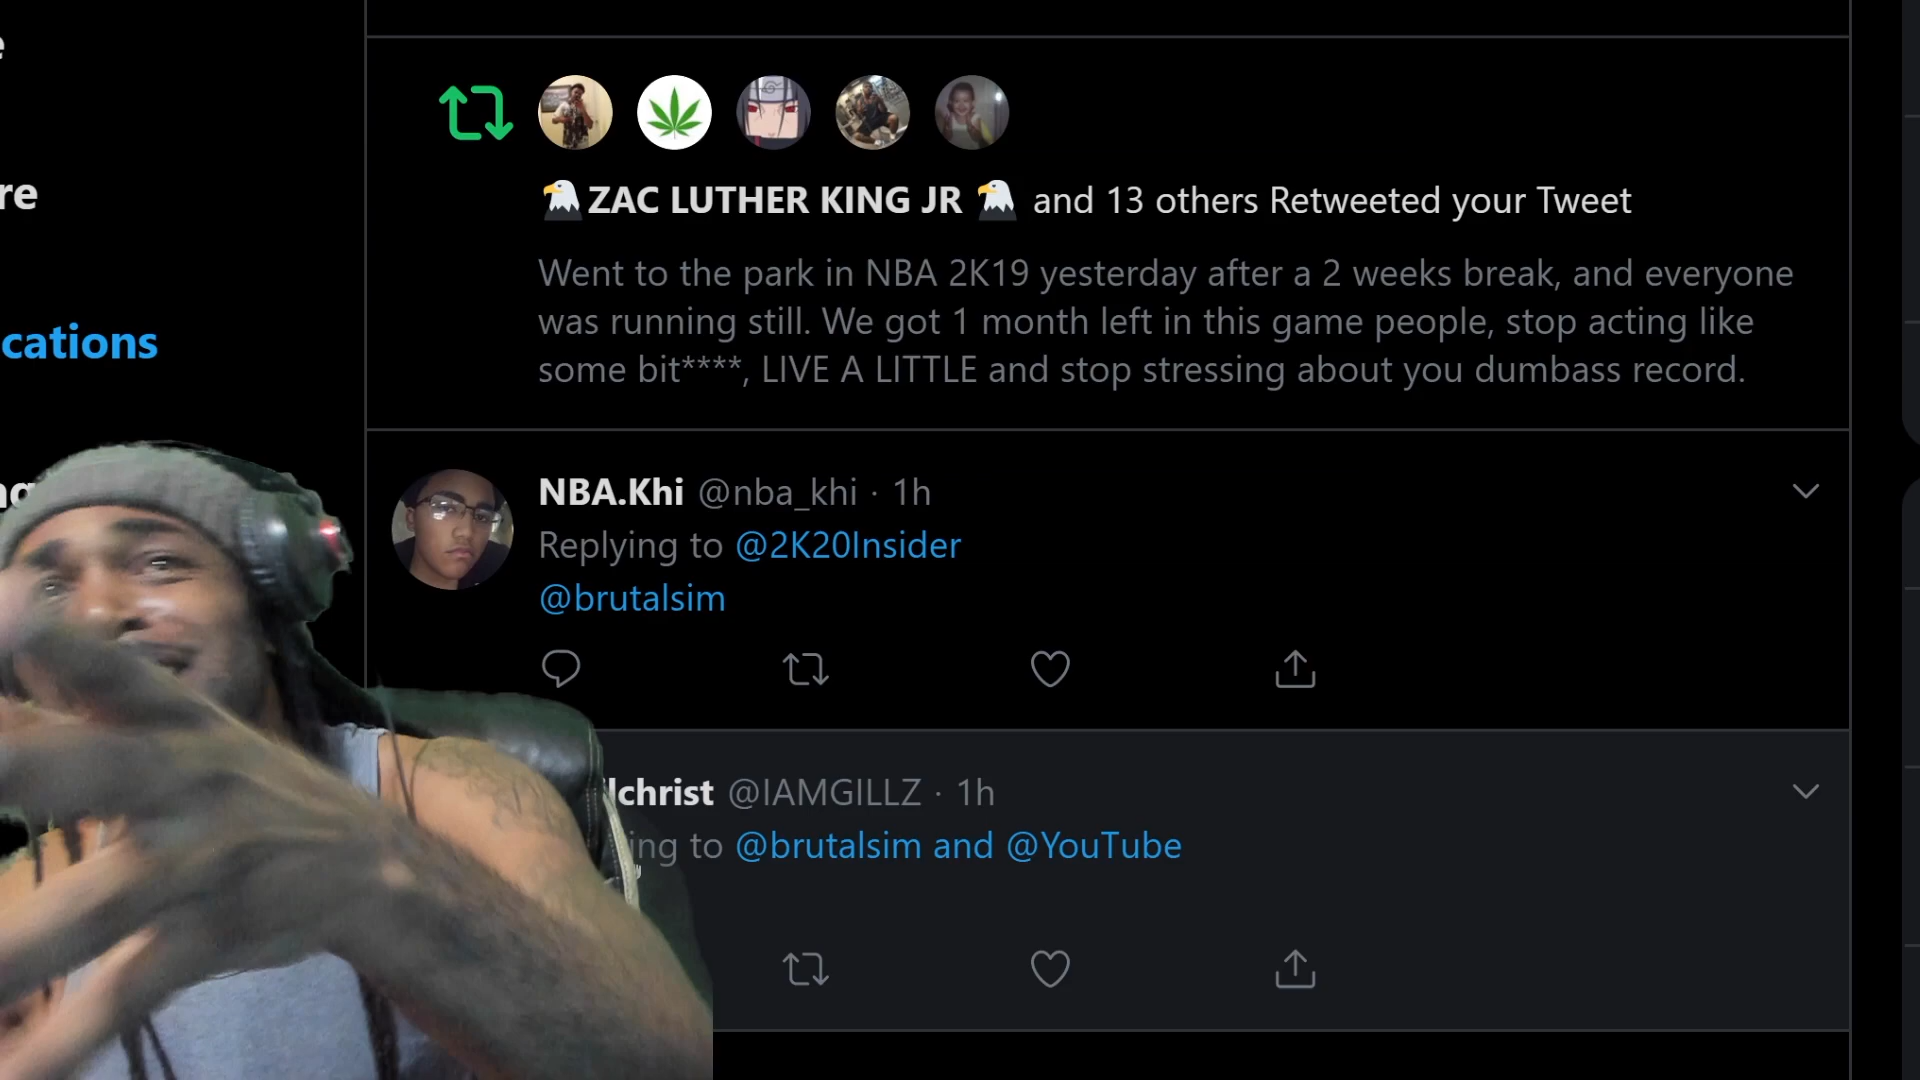 re
cations
ZAC LUTHER KING JR and 13 others Retweeted your Tweet
Went to the park in NBA 2K19 yesterday after a 2 weeks break, and everyone
was running still. We got 1 month left in this game people, stop acting like
some bit****, LIVE A LITTLE and stop stressing about you dumbass record.
NBA.Khi @nba_khi · 1h
Replying to @2K20Insider
@brutalsim
lchrist @IAMGILLZ · 1h
ing to @brutalsim and @YouTube